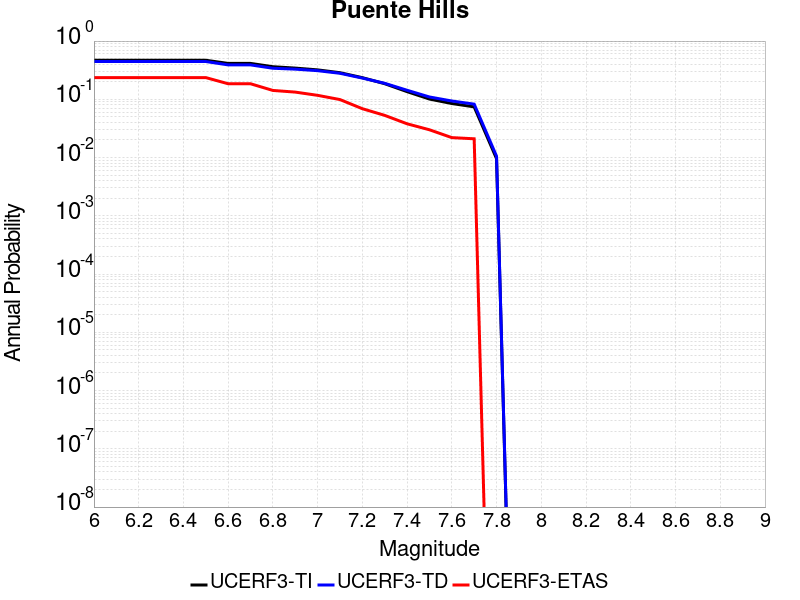 Puente Hills
10^0
10^-1
10^-2
10^-3
10^-4
10^-5
10^-6
10^-7
10^-8
Annual Probability
6 6.2 6.4 6.6 6.8 7 7.2 7.4 7.6 7.8 8 8.2 8.4 8.6 8.8 9
Magnitude
UCERF3-TI UCERF3-TD UCERF3-ETAS